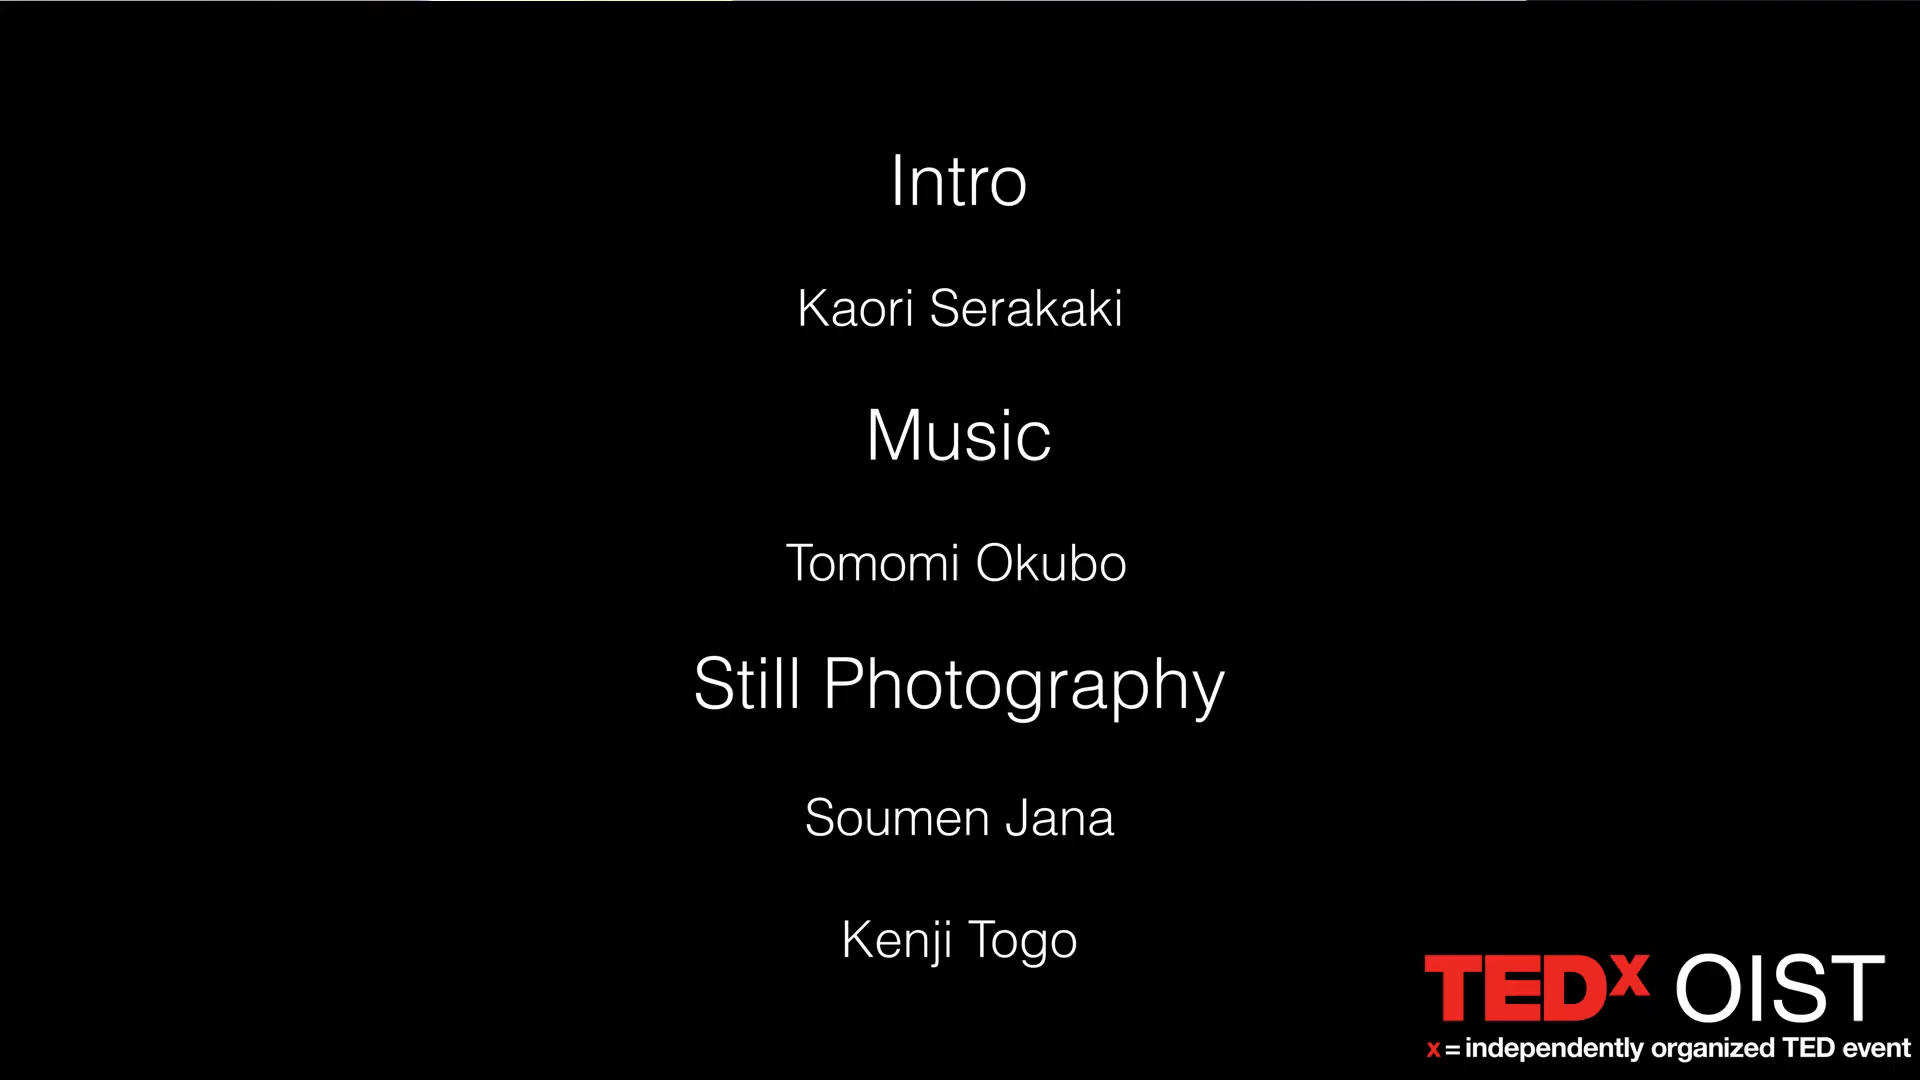 Intro
Kaori Serakaki
Music
Tomomi Okubo
Still Photography
Soumen Jana
Kenji Togo
TEDx OIST
x = independently organized TED event